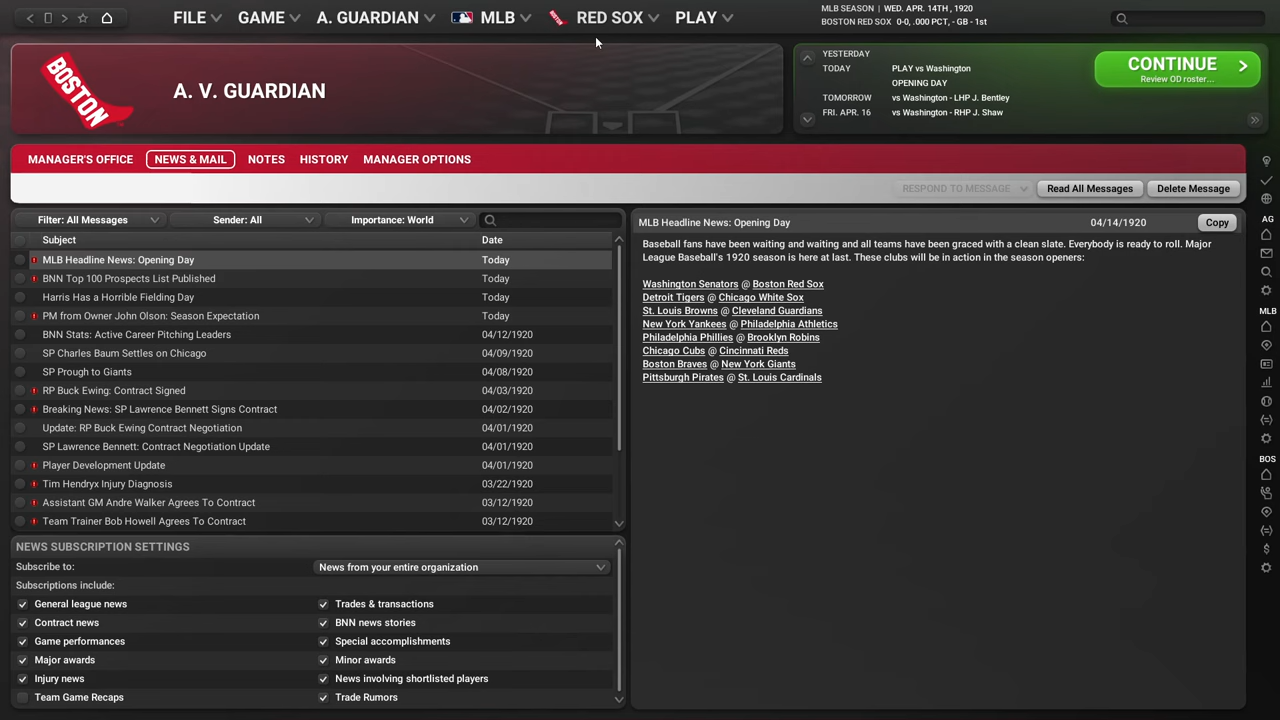 FILE GAME A. GUARDIAN MLB RED SOX PLAY
MLB SEASON | WED. APR. 14TH , 1920
BOSTON RED SOX 0-0, .000 PCT, - GB - 1st
BOSTON
A. V. GUARDIAN
YESTERDAY
TODAY PLAY vs Washington
OPENING DAY
TOMORROW vs Washington - LHP J. Bentley
FRI. APR. 16 vs Washington - RHP J. Shaw
CONTINUE
Review OD roster...
MANAGER'S OFFICE NEWS & MAIL NOTES HISTORY MANAGER OPTIONS
RESPOND TO MESSAGE Read All Messages Delete Message
Filter: All Messages Sender: All Importance: World
Subject Date
MLB Headline News: Opening Day Today
BNN Top 100 Prospects List Published Today
Harris Has a Horrible Fielding Day Today
PM from Owner John Olson: Season Expectation Today
BNN Stats: Active Career Pitching Leaders 04/12/1920
SP Charles Baum Settles on Chicago 04/09/1920
SP Prough to Giants 04/08/1920
RP Buck Ewing: Contract Signed 04/03/1920
Breaking News: SP Lawrence Bennett Signs Contract 04/02/1920
Update: RP Buck Ewing Contract Negotiation 04/01/1920
SP Lawrence Bennett: Contract Negotiation Update 04/01/1920
Player Development Update 04/01/1920
Tim Hendryx Injury Diagnosis 03/22/1920
Assistant GM Andre Walker Agrees To Contract 03/12/1920
Team Trainer Bob Howell Agrees To Contract 03/12/1920
NEWS SUBSCRIPTION SETTINGS
Subscribe to: News from your entire organization
Subscriptions include:
General league news Trades & transactions
Contract news BNN news stories
Game performances Special accomplishments
Major awards Minor awards
Injury news News involving shortlisted players
Team Game Recaps Trade Rumors
MLB Headline News: Opening Day 04/14/1920 Copy
Baseball fans have been waiting and waiting and all teams have been graced with a clean slate. Everybody is ready to roll. Major
League Baseball's 1920 season is here at last. These clubs will be in action in the season openers:
Washington Senators @ Boston Red Sox
Detroit Tigers @ Chicago White Sox
St. Louis Browns @ Cleveland Guardians
New York Yankees @ Philadelphia Athletics
Philadelphia Phillies @ Brooklyn Robins
Chicago Cubs @ Cincinnati Reds
Boston Braves @ New York Giants
Pittsburgh Pirates @ St. Louis Cardinals
AG
MLB
BOS